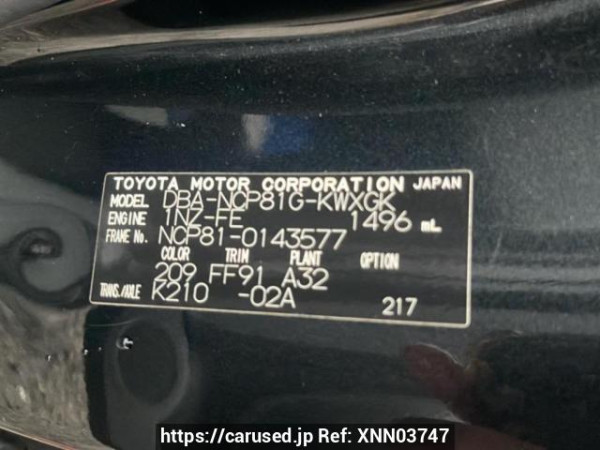 TOYOTA MOTOR CORPORATION JAPAN
MODEL DBA-NCP81G-KWXGK
ENGINE 1NZ-FE 1496 mL
FRAME No. NCP81-0143577
COLOR TRIM PLANT OPTION
209 FF91 A32
TRANS./AXLE K210 -02A 217
https://carused.jp Ref: XNN03747